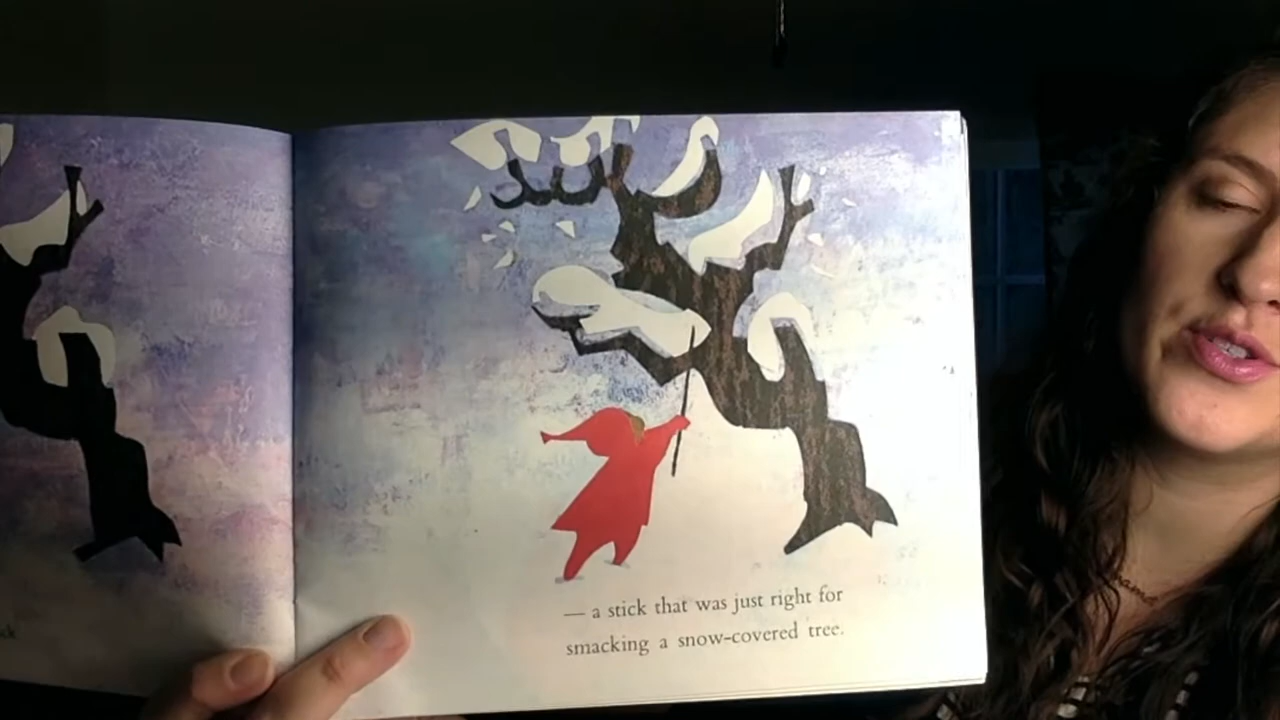 — a stick that was just right for
smacking a snow-covered tree.